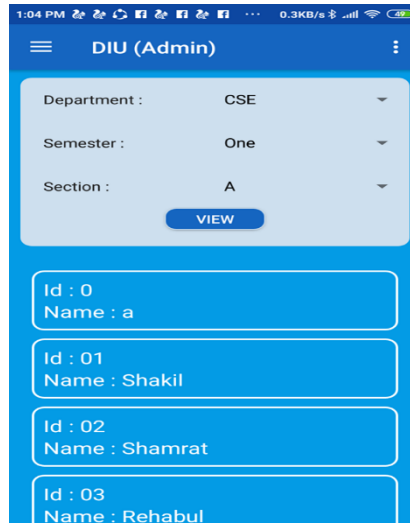 1:04 PM ... 0.3KB/s 49
DIU (Admin)
Department : CSE
Semester : One
Section : A
VIEW
Id : 0
Name : a
Id : 01
Name : Shakil
Id : 02
Name : Shamrat
Id : 03
Name : Rehabul